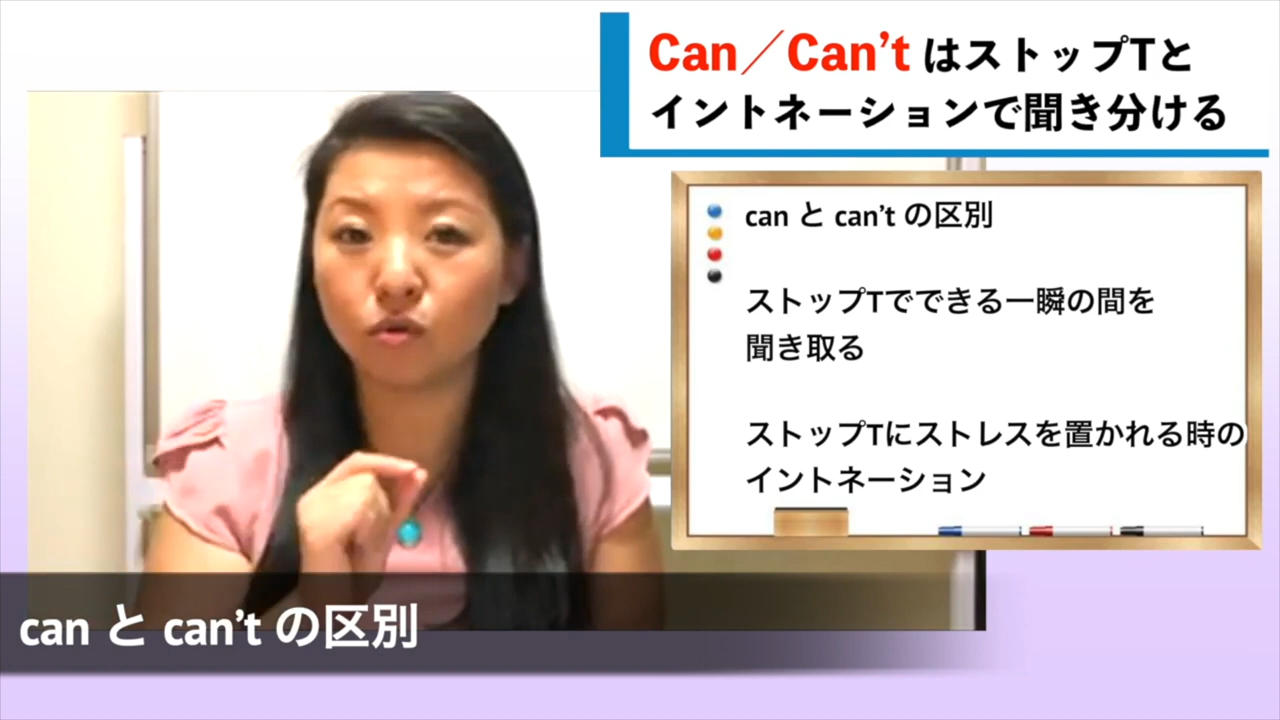 Can／Can’t はストップTと
イントネーションで聞き分ける
can と can’t の区別
ストップTでできる一瞬の間を
聞き取る
ストップTにストレスを置かれる時の
イントネーション
can と can’t の区別